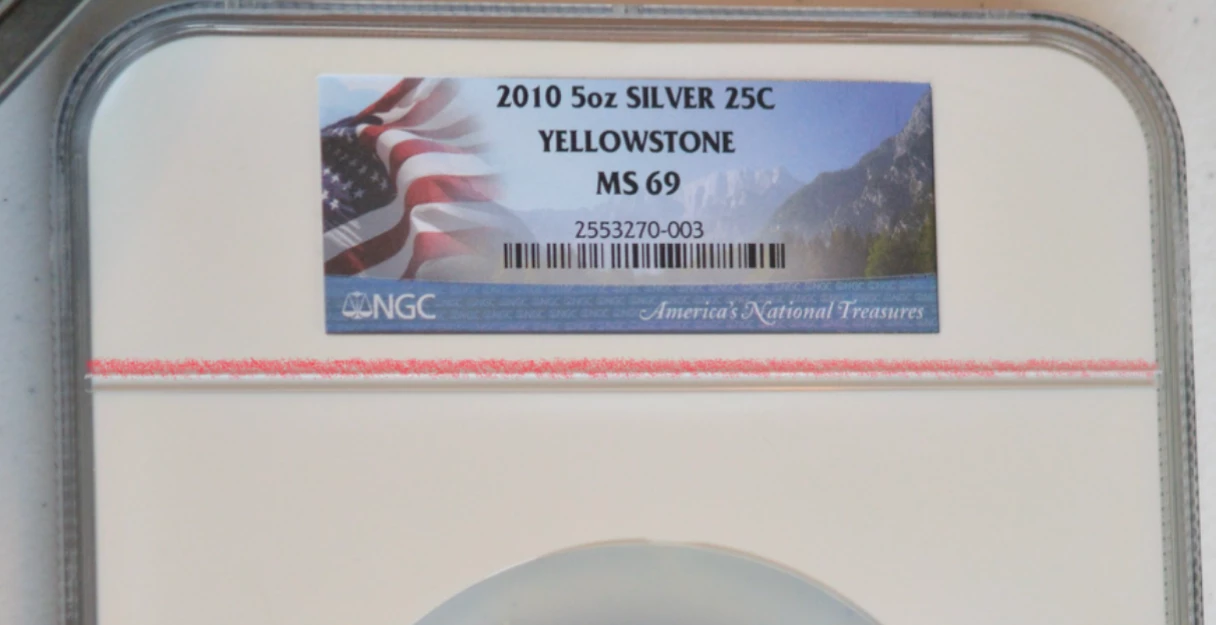 2010 5oz SILVER 25C
YELLOWSTONE
MS 69
2553270-003
NGC
America's National Treasures